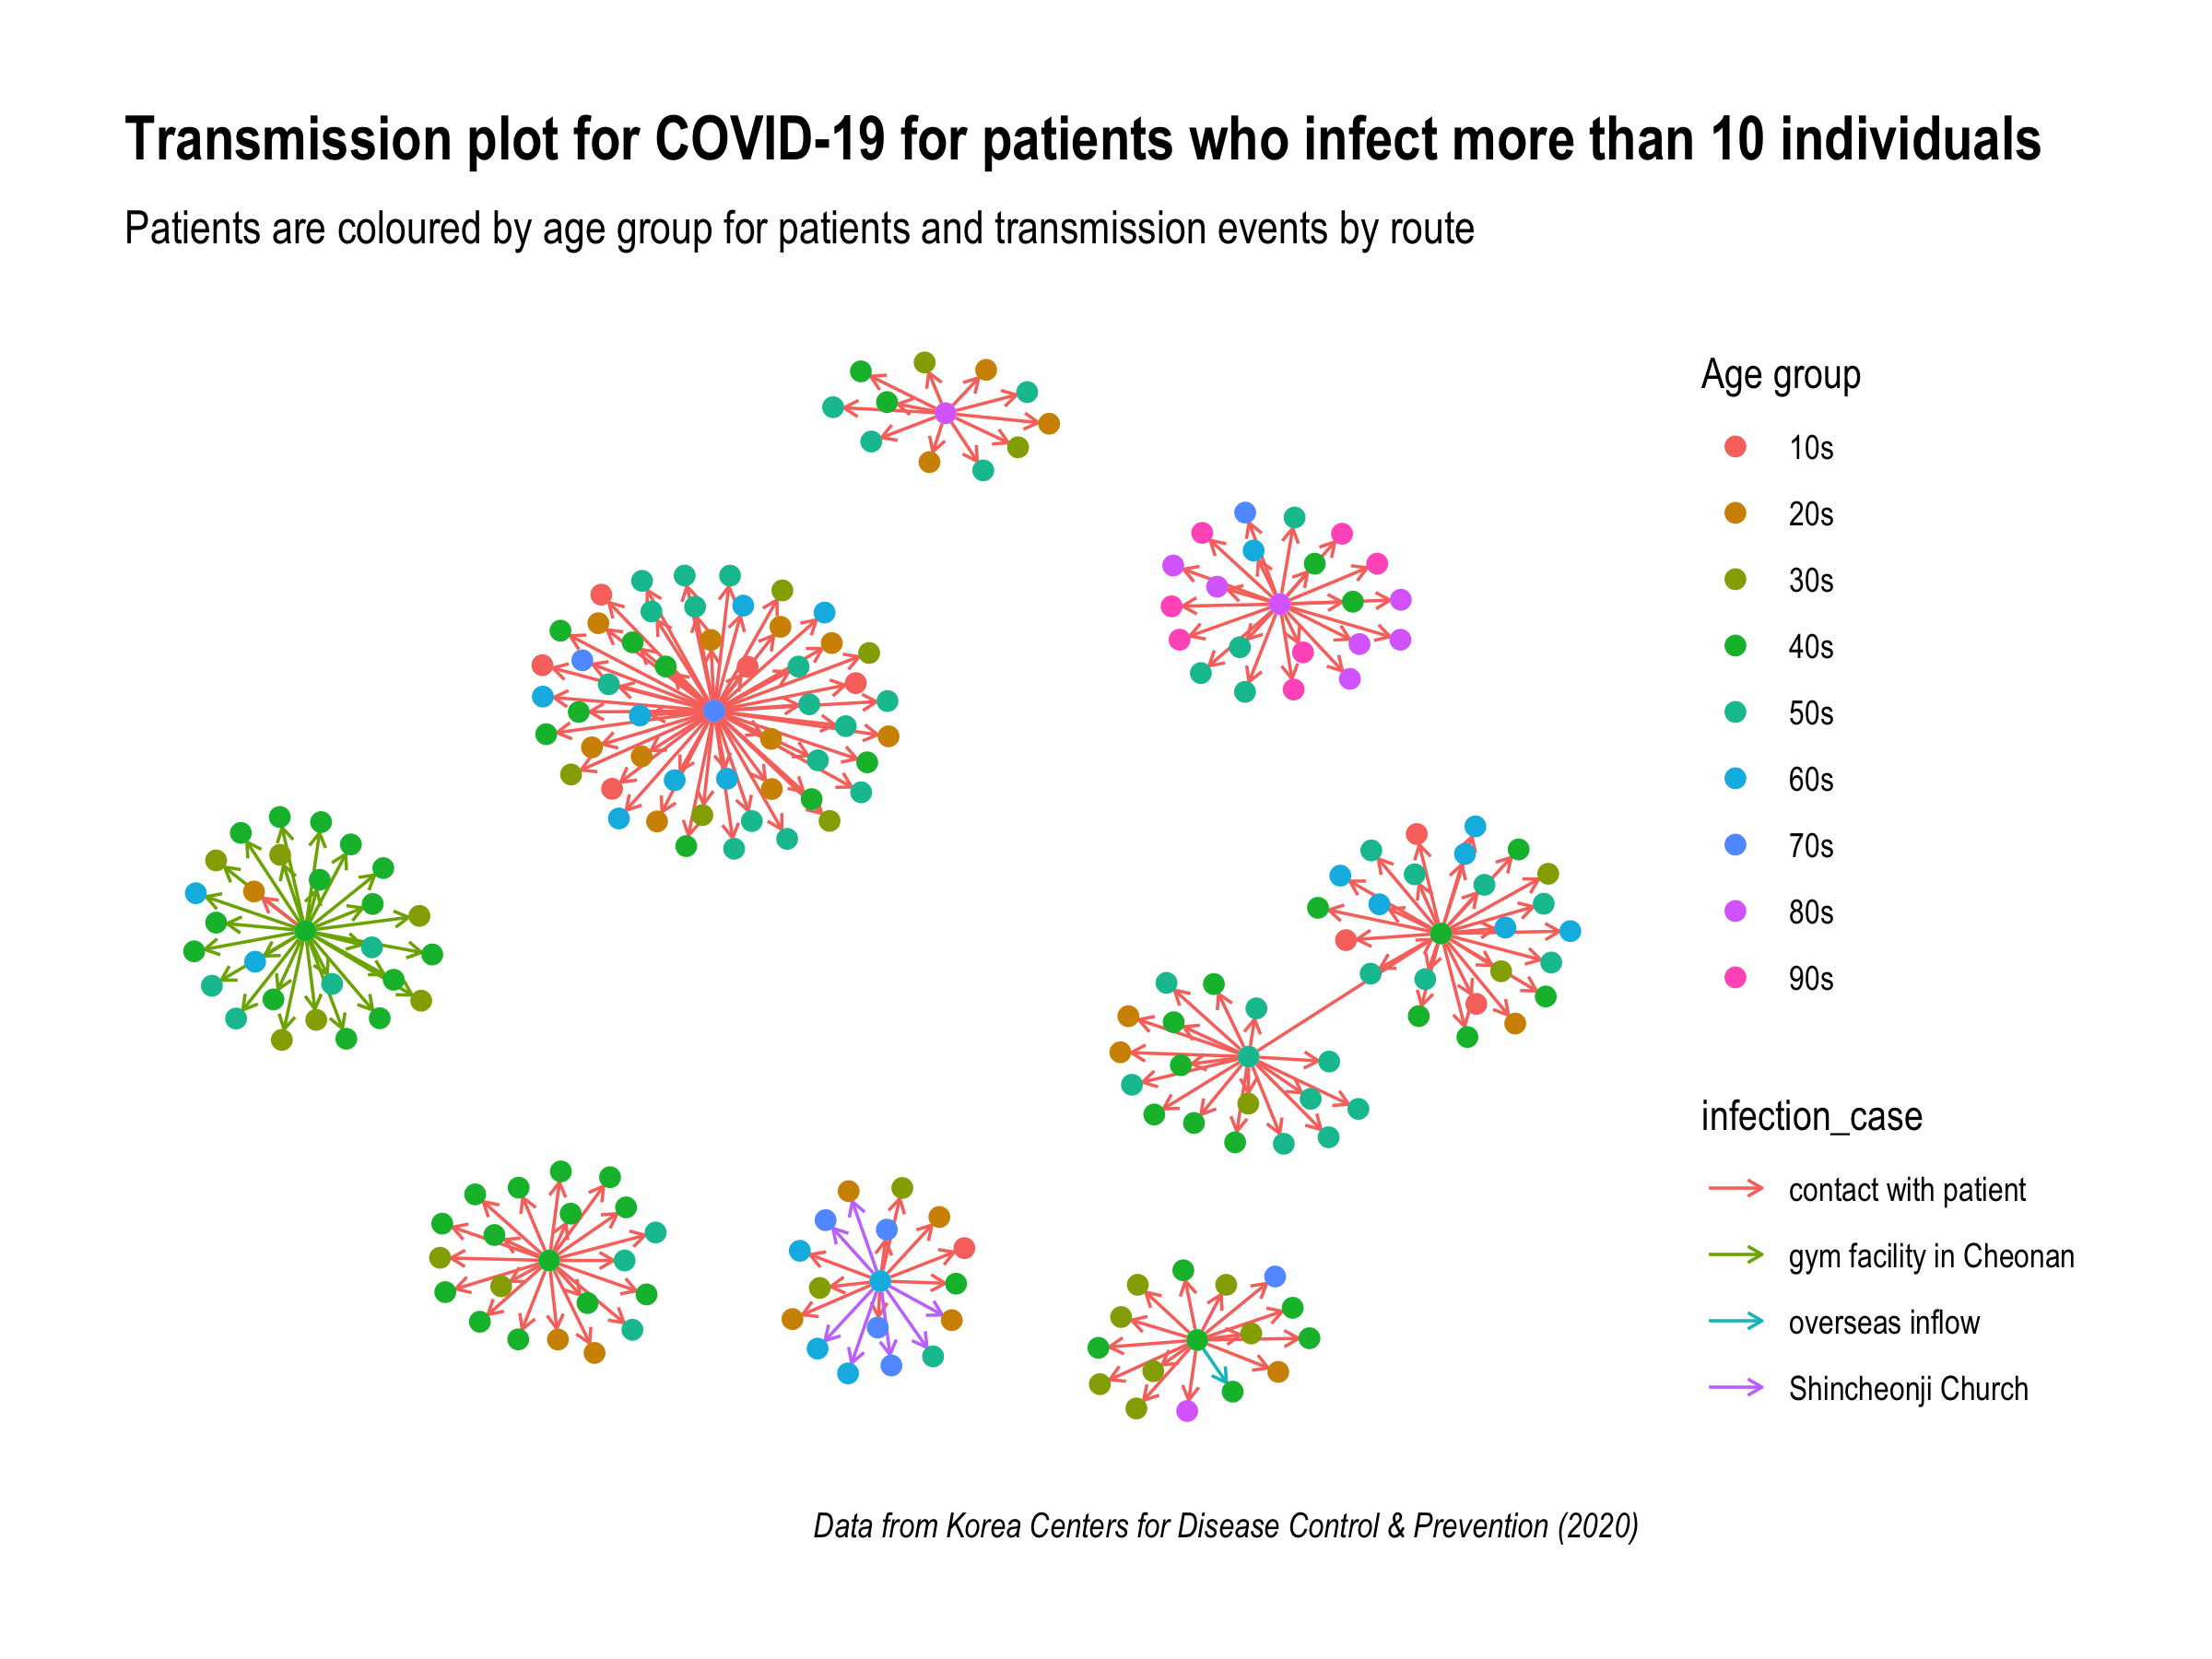 Transmission plot for COVID-19 for patients who infect more than 10 individuals
Patients are coloured by age group for patients and transmission events by route
Age group
10s
20s
30s
40s
50s
60s
70s
80s
90s
infection_case
contact with patient
gym facility in Cheonan
overseas inflow
Shincheonji Church
Data from Korea Centers for Disease Control & Prevention (2020)